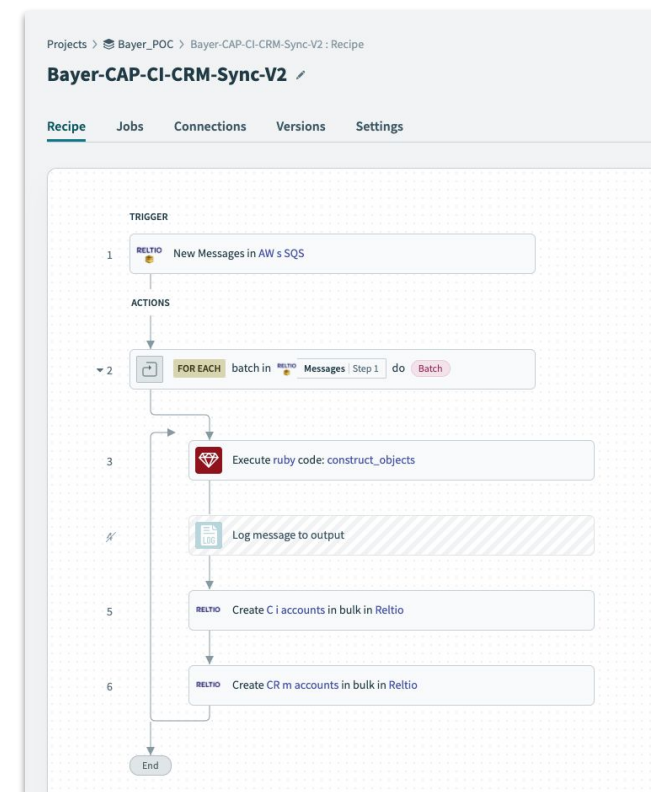 Projects > Bayer_POC > Bayer-CAP-CI-CRM-Sync-V2 : Recipe
Bayer-CAP-CI-CRM-Sync-V2
Recipe Jobs Connections Versions Settings
TRIGGER
1 RELTIO New Messages in AW s SQS
ACTIONS
2 FOR EACH batch in RELTIO Messages Step 1 do Batch
3 Execute ruby code: construct_objects
4 LOG Log message to output
5 RELTIO Create C i accounts in bulk in Reltio
6 RELTIO Create CR m accounts in bulk in Reltio
End